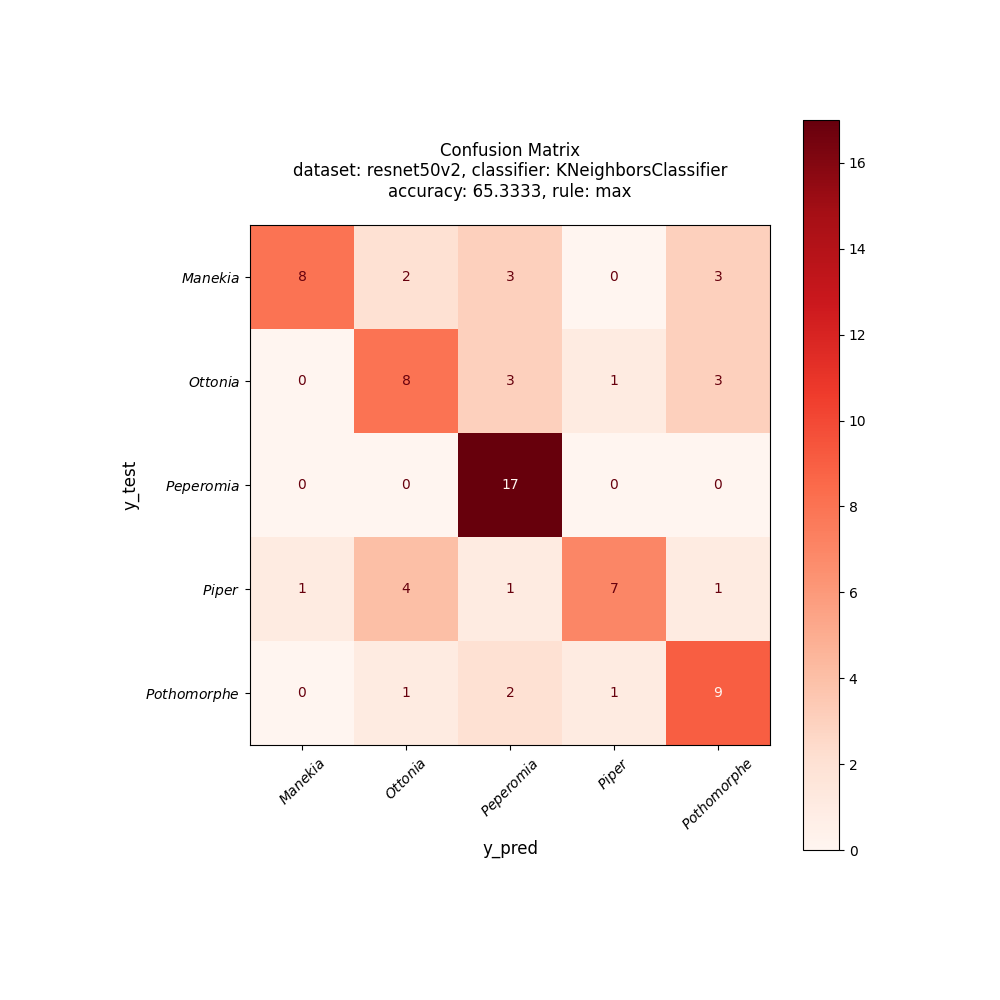 Confusion Matrix
dataset: resnet50v2, classifier: KNeighborsClassifier
accuracy: 65.3333, rule: max
Manekia 8 2 3 0 3
Ottonia 0 8 3 1 3
Peperomia 0 0 17 0 0
Piper 1 4 1 7 1
Pothomorphe 0 1 2 1 9
Manekia Ottonia Peperomia Piper Pothomorphe
y_pred
y_test
16
14
12
10
8
6
4
2
0